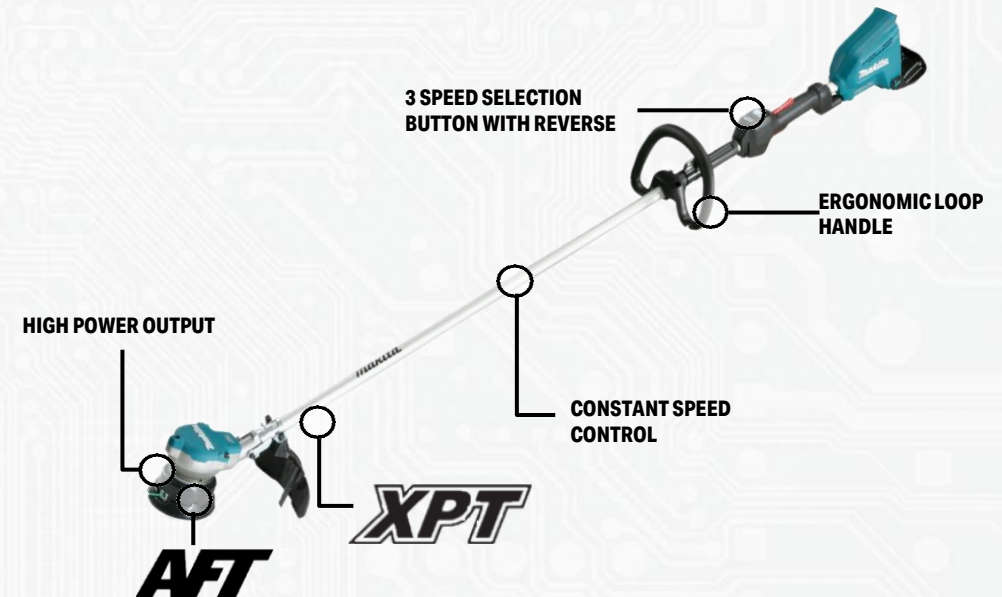 3 SPEED SELECTION
BUTTON WITH REVERSE
makita
ERGONOMIC LOOP
HANDLE
HIGH POWER OUTPUT
makita
CONSTANT SPEED
CONTROL
makita
XPT
AFT